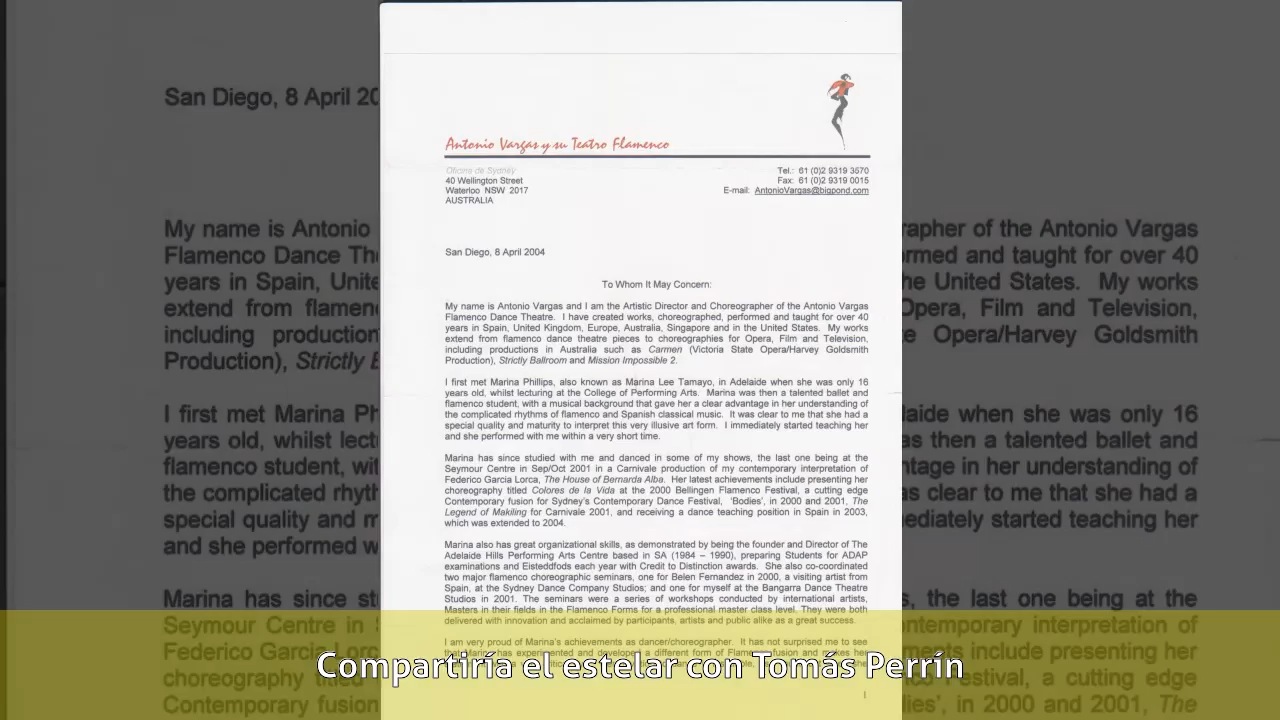 Antonio Vargas y su Teatro Flamenco
Oficina de Sydney
40 Wellington Street
Waterloo NSW 2017
AUSTRALIA
Tel.: 61 (0)2 9319 3570
Fax: 61 (0)2 9319 0015
E-mail: AntonioVargas@bigpond.com
San Diego, 8 April 2004
To Whom It May Concern:
My name is Antonio Vargas and I am the Artistic Director and Choreographer of the Antonio Vargas
Flamenco Dance Theatre. I have created works, choreographed, performed and taught for over 40
years in Spain, United Kingdom, Europe, Australia, Singapore and in the United States. My works
extend from flamenco dance theatre pieces to choreographies for Opera, Film and Television,
including productions in Australia such as Carmen (Victoria State Opera/Harvey Goldsmith
Production), Strictly Ballroom and Mission Impossible 2.
I first met Marina Phillips, also known as Marina Lee Tamayo, in Adelaide when she was only 16
years old, whilst lecturing at the College of Performing Arts. Marina was then a talented ballet and
flamenco student, with a musical background that gave her a clear advantage in her understanding of
the complicated rhythms of flamenco and Spanish classical music. It was clear to me that she had a
special quality and maturity to interpret this very illusive art form. I immediately started teaching her
and she performed with me within a very short time.
Marina has since studied with me and danced in some of my shows, the last one being at the
Seymour Centre in Sep/Oct 2001 in a Carnivale production of my contemporary interpretation of
Federico Garcia Lorca, The House of Bernarda Alba. Her latest achievements include presenting her
choreography titled Colores de la Vida at the 2000 Bellingen Flamenco Festival, a cutting edge
Contemporary fusion for Sydney's Contemporary Dance Festival, 'Bodies', in 2000 and 2001, The
Legend of Makiling for Carnivale 2001, and receiving a dance teaching position in Spain in 2003,
which was extended to 2004.
Marina also has great organizational skills, as demonstrated by being the founder and Director of The
Adelaide Hills Performing Arts Centre based in SA (1984 – 1990), preparing Students for ADAP
examinations and Eisteddfods each year with Credit to Distinction awards. She also co-coordinated
two major flamenco choreographic seminars, one for Belen Fernandez in 2000, a visiting artist from
Spain, at the Sydney Dance Company Studios; and one for myself at the Bangarra Dance Theatre
Studios in 2001. The seminars were a series of workshops conducted by international artists,
Masters in their fields in the Flamenco Forms for a professional master class level. They were both
delivered with innovation and acclaimed by participants, artists and public alike as a great success.
I am very proud of Marina's achievements as dancer/choreographer. It has not surprised me to see
that Marina has experimented and developed a different form of Flamenco fusion and makes her
Compartiría el estelar con Tomás Perrín
1